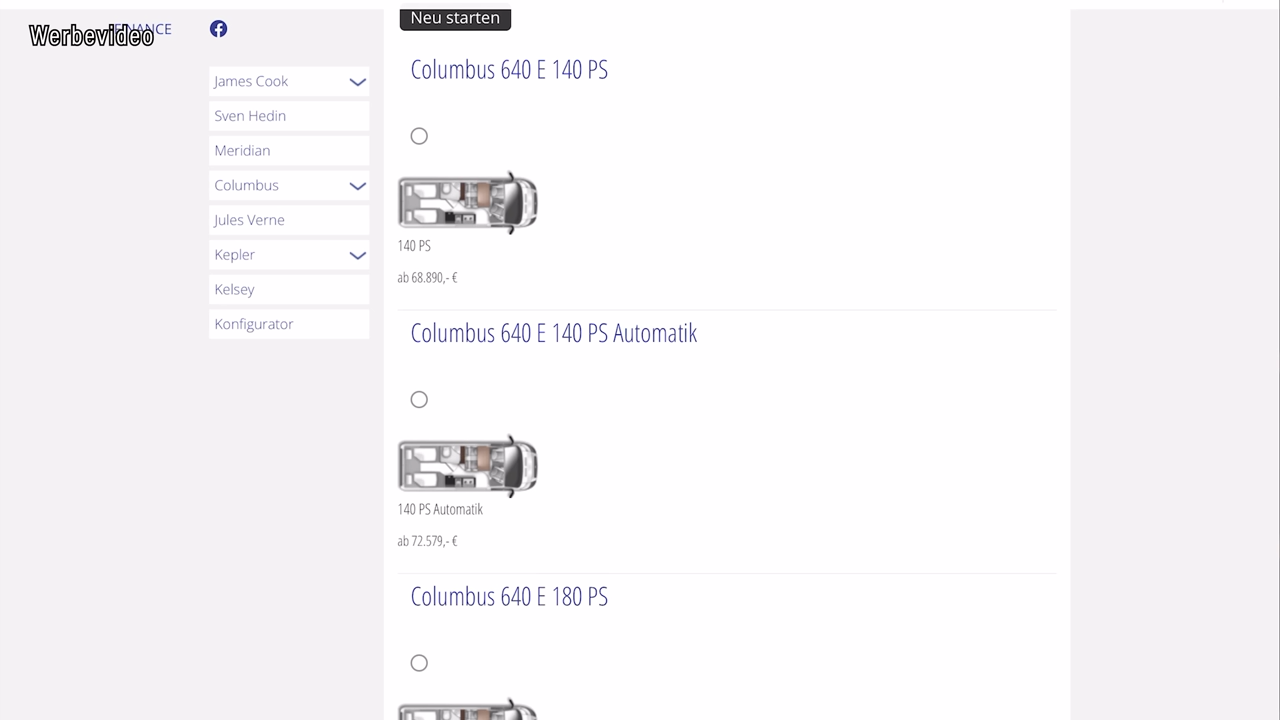 Werbevideo
NANCE
James Cook
Sven Hedin
Meridian
Columbus
Jules Verne
Kepler
Kelsey
Konfigurator
Neu starten
Columbus 640 E 140 PS
140 PS
ab 68.890,- €
Columbus 640 E 140 PS Automatik
140 PS Automatik
ab 72.579,- €
Columbus 640 E 180 PS